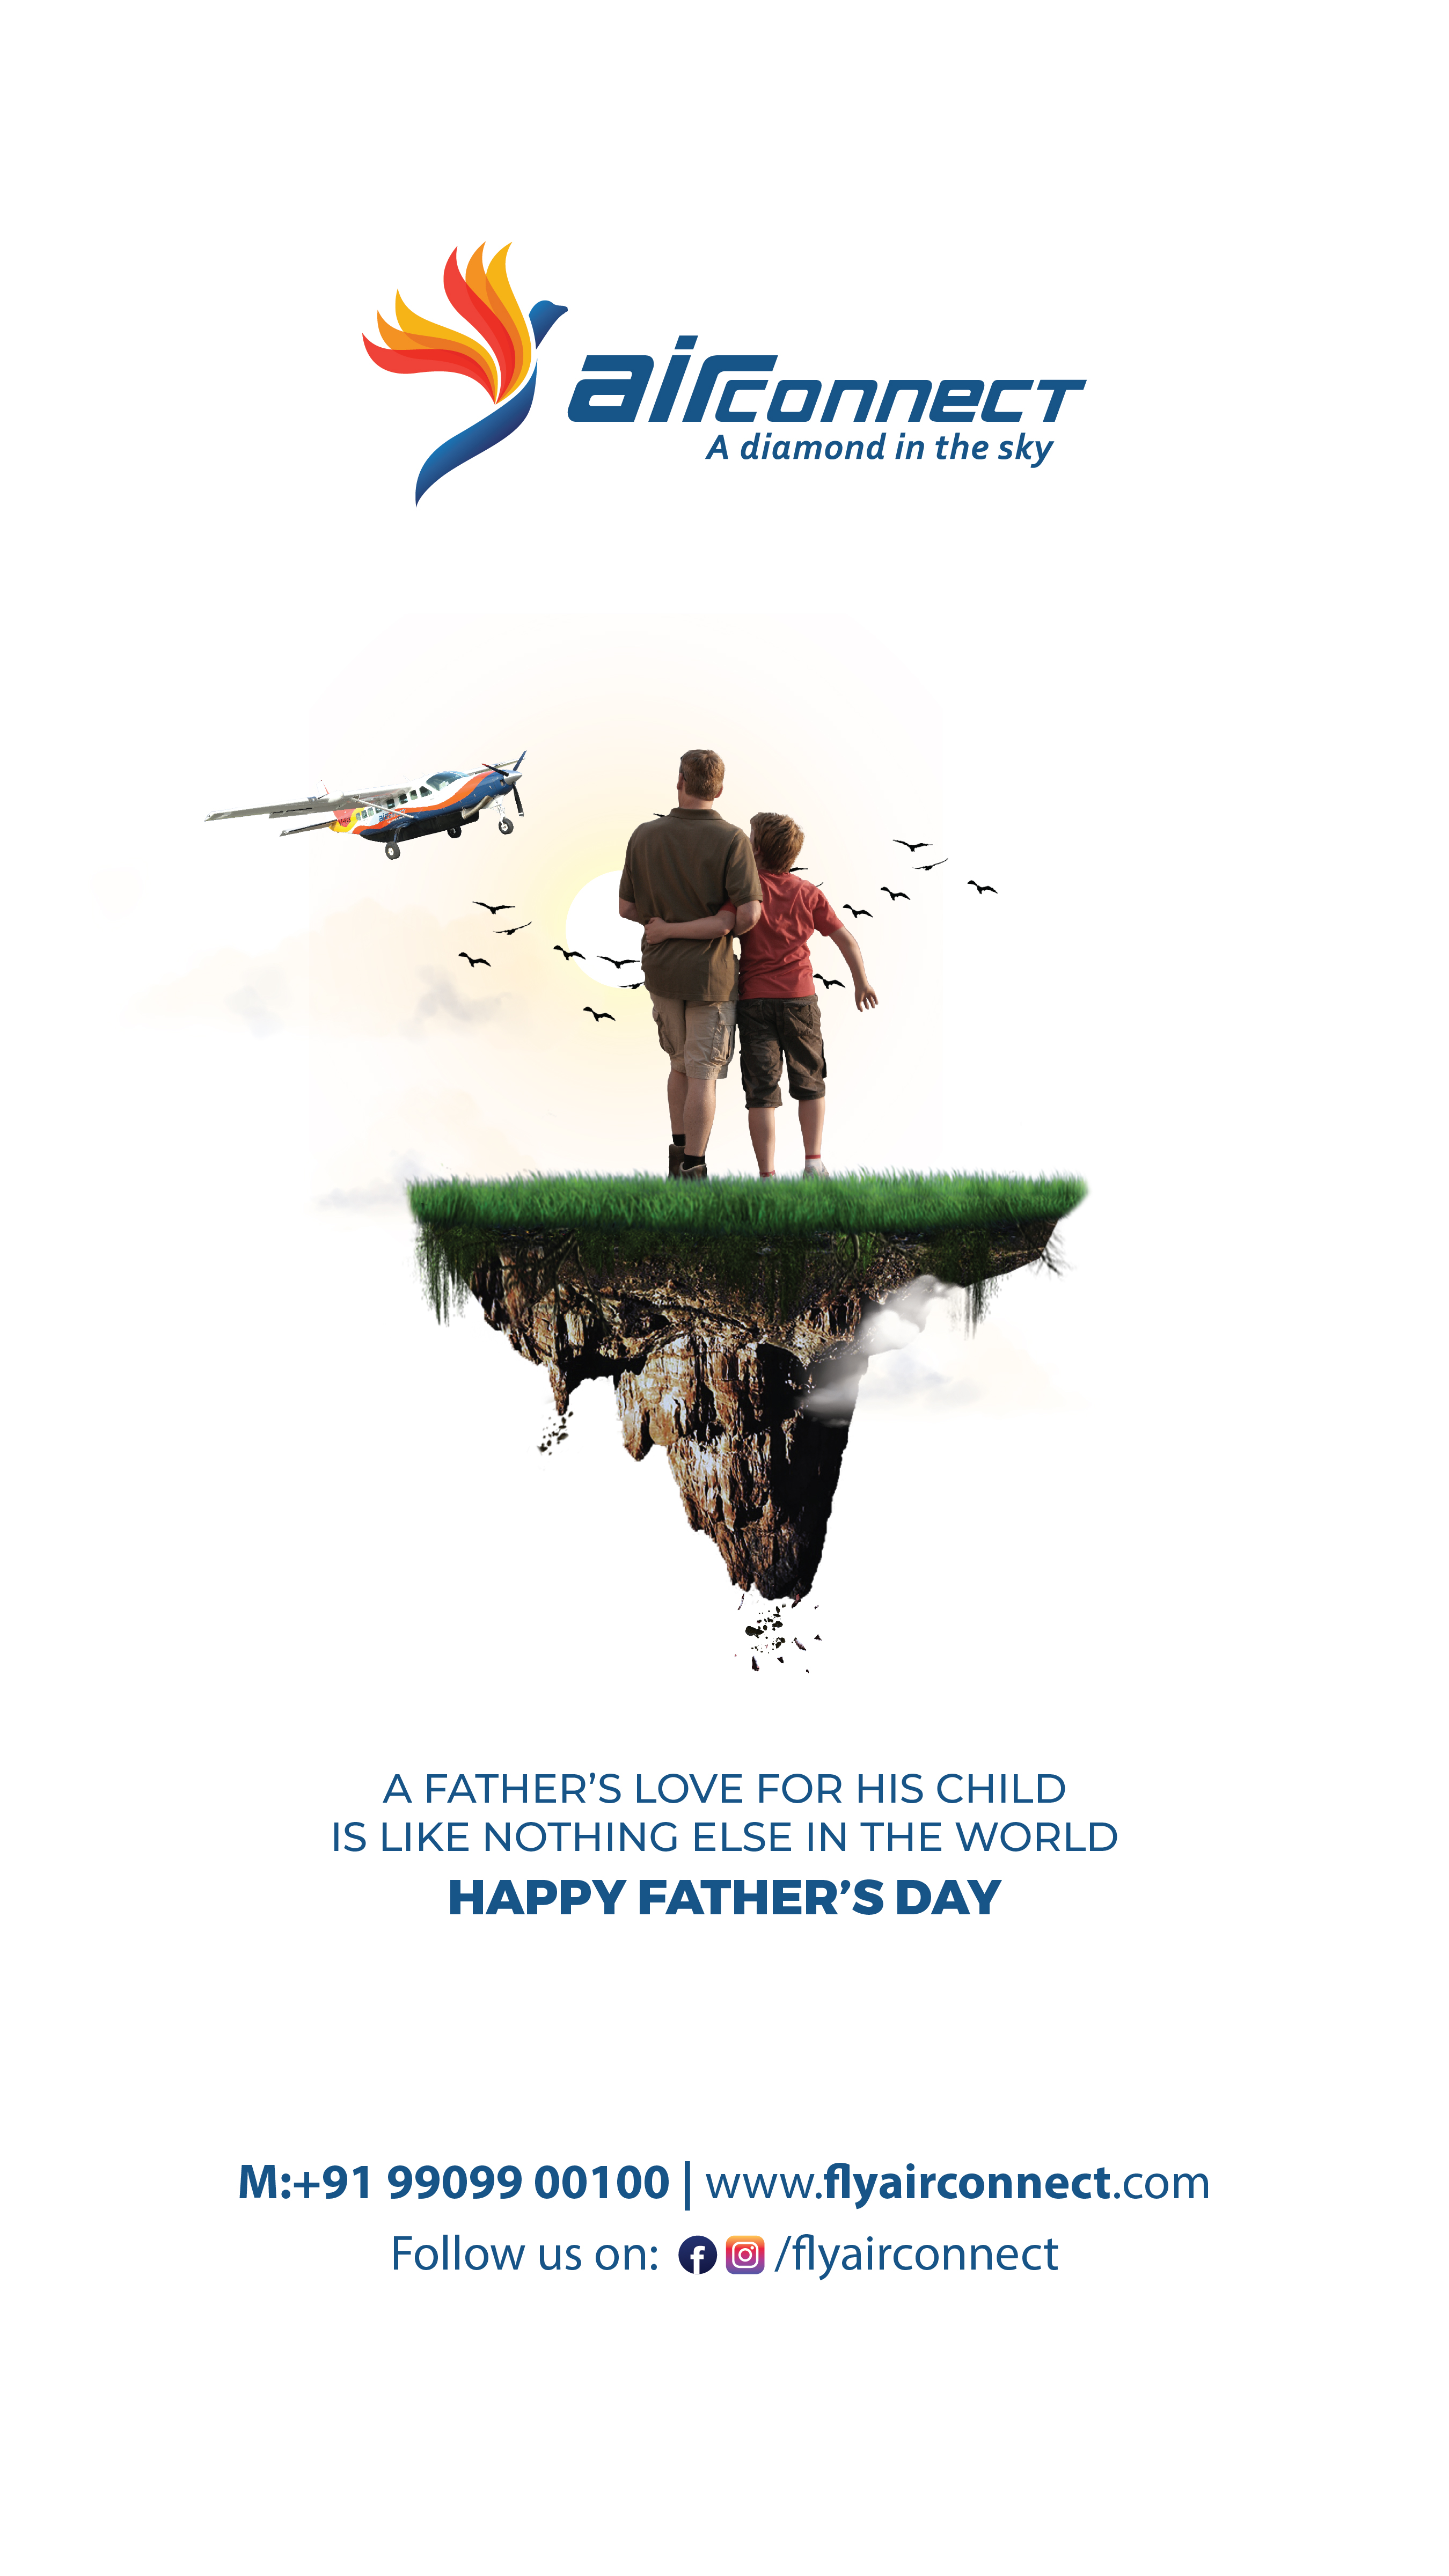 airconnect
A diamond in the sky
A FATHER’S LOVE FOR HIS CHILD
IS LIKE NOTHING ELSE IN THE WORLD
HAPPY FATHER’S DAY
M:+91 99099 00100 | www.flyairconnect.com
Follow us on: /flyairconnect